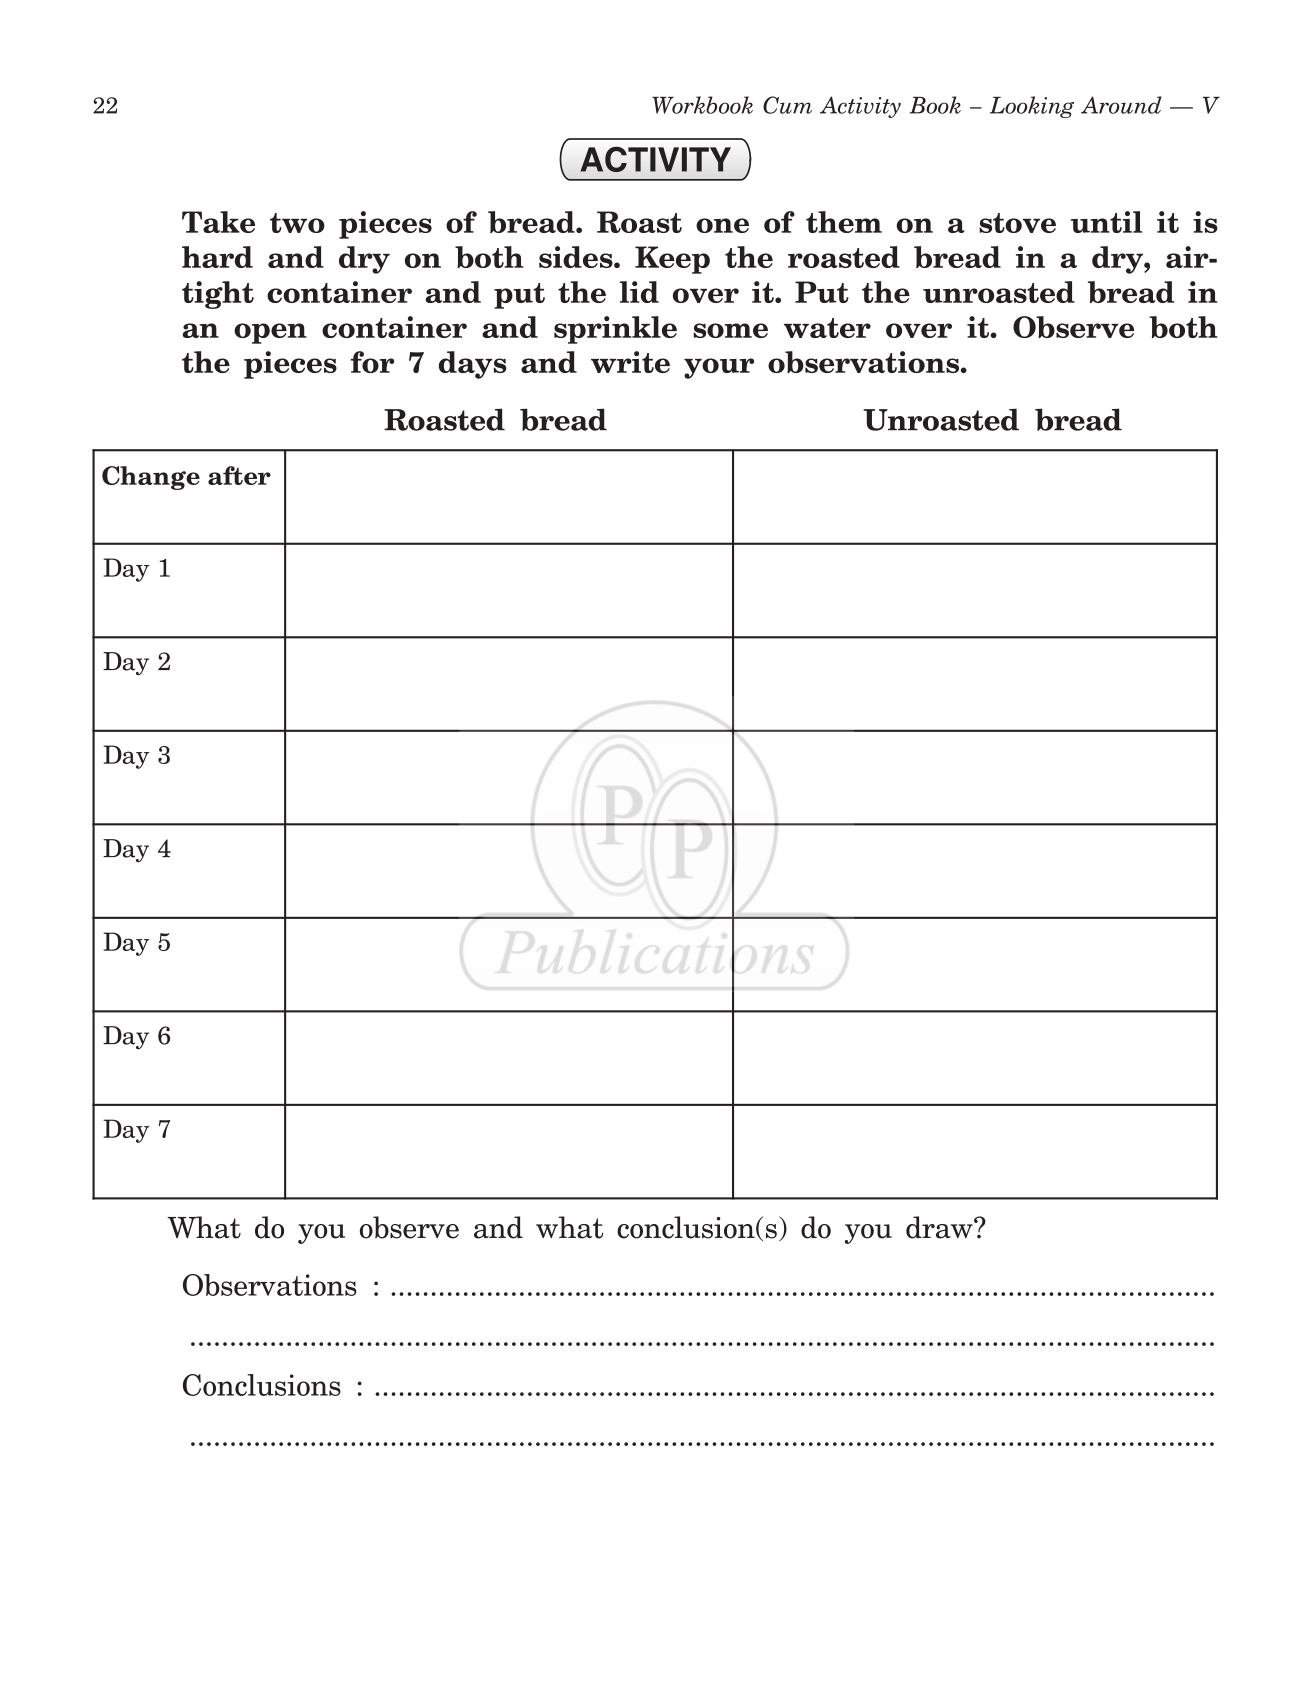 22 Workbook Cum Activity Book – Looking Around — V
ACTIVITY
Take two pieces of bread. Roast one of them on a stove until it is
hard and dry on both sides. Keep the roasted bread in a dry, air-
tight container and put the lid over it. Put the unroasted bread in
an open container and sprinkle some water over it. Observe both
the pieces for 7 days and write your observations.
Roasted bread Unroasted bread
Change after
Day 1
Day 2
Day 3
Day 4
Day 5
Day 6
Day 7
P P
Publications
What do you observe and what conclusion(s) do you draw?
Observations : ........................................................................................................
.................................................................................................................................
Conclusions : ..........................................................................................................
.................................................................................................................................